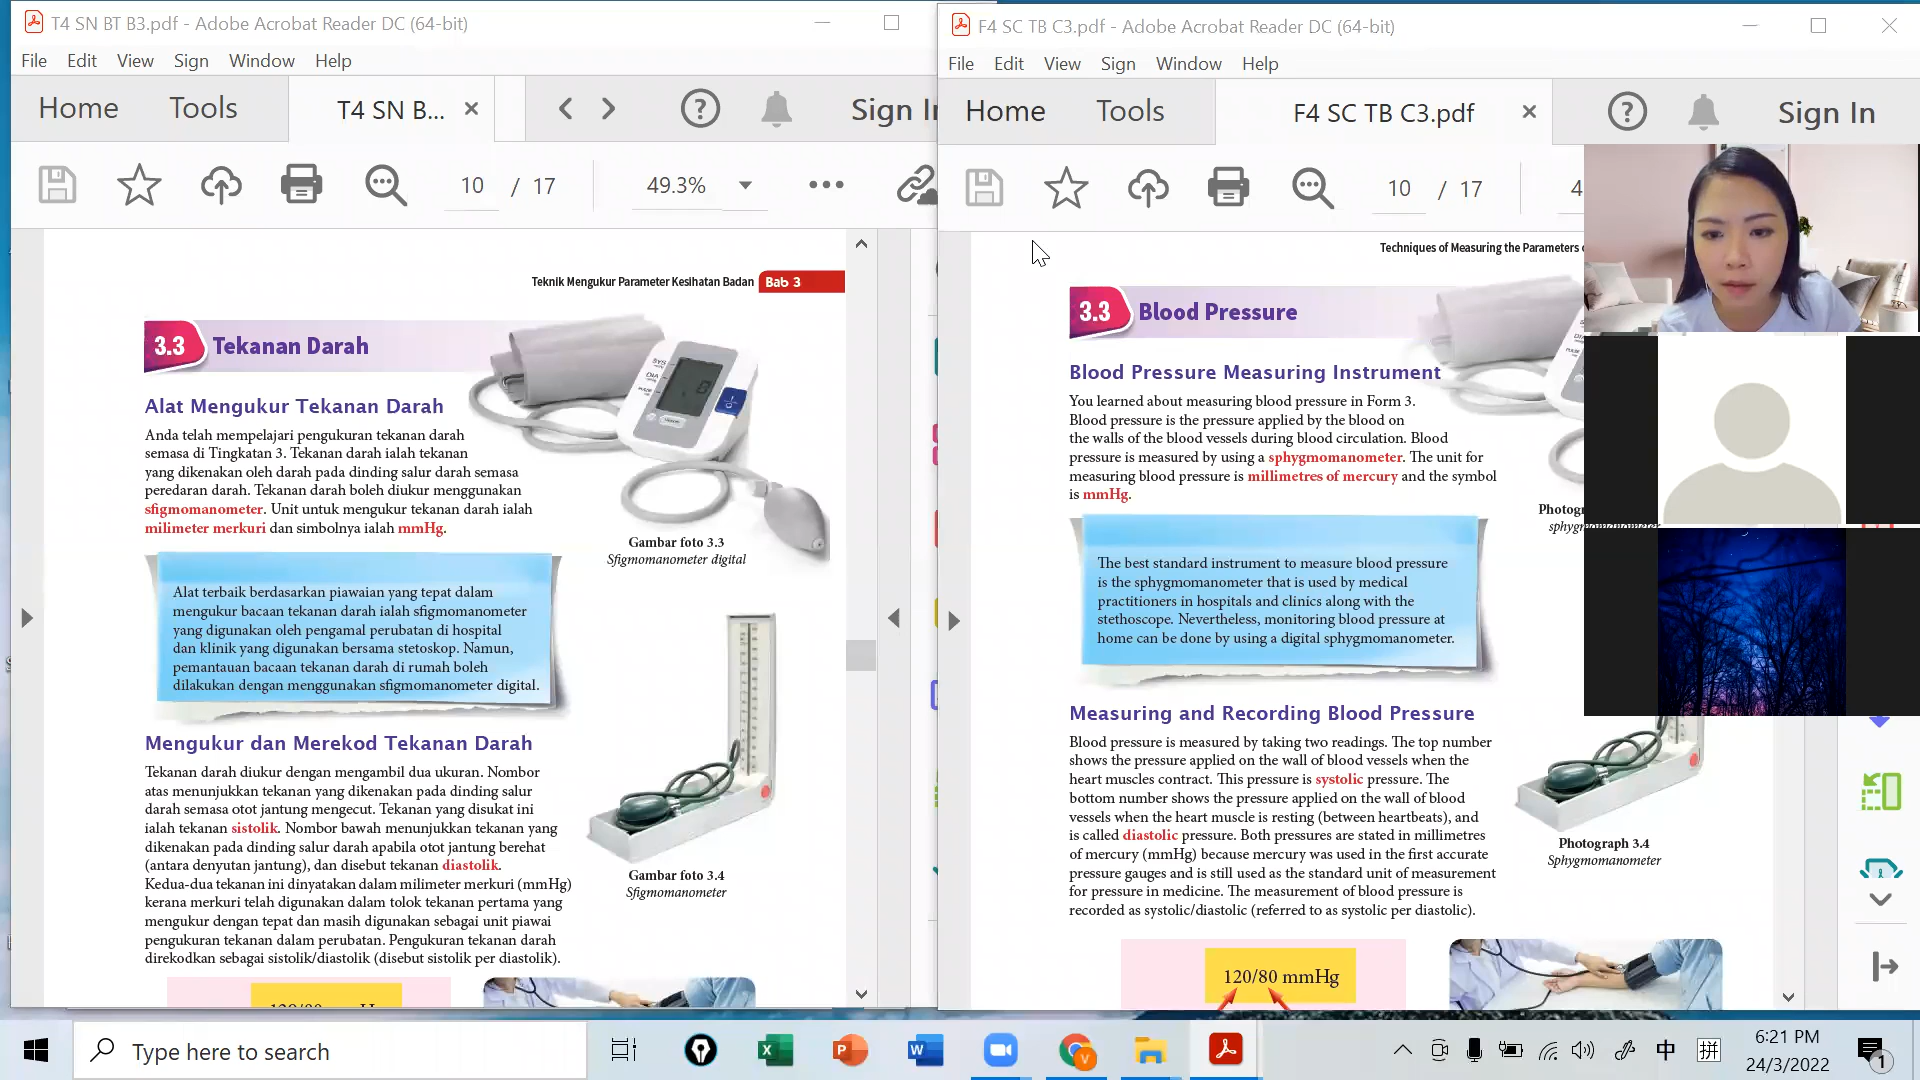 T4 SN BT B3.pdf - Adobe Acrobat Reader DC (64-bit)
File Edit View Sign Window Help
Home Tools T4 SN B... Sign In
10 / 17 49.3%
Teknik Mengukur Parameter Kesihatan Badan Bab 3
3.3 Tekanan Darah
Alat Mengukur Tekanan Darah
Anda telah mempelajari pengukuran tekanan darah
semasa di Tingkatan 3. Tekanan darah ialah tekanan
yang dikenakan oleh darah pada dinding salur darah semasa
peredaran darah. Tekanan darah boleh diukur menggunakan
sfigmomanometer. Unit untuk mengukur tekanan darah ialah
milimeter merkuri dan simbolnya ialah mmHg.
Gambar foto 3.3
Sfigmomanometer digital
Alat terbaik berdasarkan piawaian yang tepat dalam
mengukur bacaan tekanan darah ialah sfigmomanometer
yang digunakan oleh pengamal perubatan di hospital
dan klinik yang digunakan bersama stetoskop. Namun,
pemantauan bacaan tekanan darah di rumah boleh
dilakukan dengan menggunakan sfigmomanometer digital.
Mengukur dan Merekod Tekanan Darah
Tekanan darah diukur dengan mengambil dua ukuran. Nombor
atas menunjukkan tekanan yang dikenakan pada dinding salur
darah semasa otot jantung mengecut. Tekanan yang disukat ini
ialah tekanan sistolik. Nombor bawah menunjukkan tekanan yang
dikenakan pada dinding salur darah apabila otot jantung berehat
(antara denyutan jantung), dan disebut tekanan diastolik.
Kedua-dua tekanan ini dinyatakan dalam milimeter merkuri (mmHg)
kerana merkuri telah digunakan dalam tolok tekanan pertama yang
mengukur dengan tepat dan masih digunakan sebagai unit piawai
pengukuran tekanan dalam perubatan. Pengukuran tekanan darah
direkodkan sebagai sistolik/diastolik (disebut sistolik per diastolik).
Gambar foto 3.4
Sfigmomanometer
F4 SC TB C3.pdf - Adobe Acrobat Reader DC (64-bit)
File Edit View Sign Window Help
Home Tools F4 SC TB C3.pdf Sign In
10 / 17 4
Techniques of Measuring the Parameters
3.3 Blood Pressure
Blood Pressure Measuring Instrument
You learned about measuring blood pressure in Form 3.
Blood pressure is the pressure applied by the blood on
the walls of the blood vessels during blood circulation. Blood
pressure is measured by using a sphygmomanometer. The unit for
measuring blood pressure is millimetres of mercury and the symbol
is mmHg.
Photog
sphygmomanometer
The best standard instrument to measure blood pressure
is the sphygmomanometer that is used by medical
practitioners in hospitals and clinics along with the
stethoscope. Nevertheless, monitoring blood pressure at
home can be done by using a digital sphygmomanometer.
Measuring and Recording Blood Pressure
Blood pressure is measured by taking two readings. The top number
shows the pressure applied on the wall of blood vessels when the
heart muscles contract. This pressure is systolic pressure. The
bottom number shows the pressure applied on the wall of blood
vessels when the heart muscle is resting (between heartbeats), and
is called diastolic pressure. Both pressures are stated in millimetres
of mercury (mmHg) because mercury was used in the first accurate
pressure gauges and is still used as the standard unit of measurement
for pressure in medicine. The measurement of blood pressure is
recorded as systolic/diastolic (referred to as systolic per diastolic).
Photograph 3.4
Sphygmomanometer
120/80 mmHg
Type here to search
中 拼
6:21 PM
24/3/2022
1